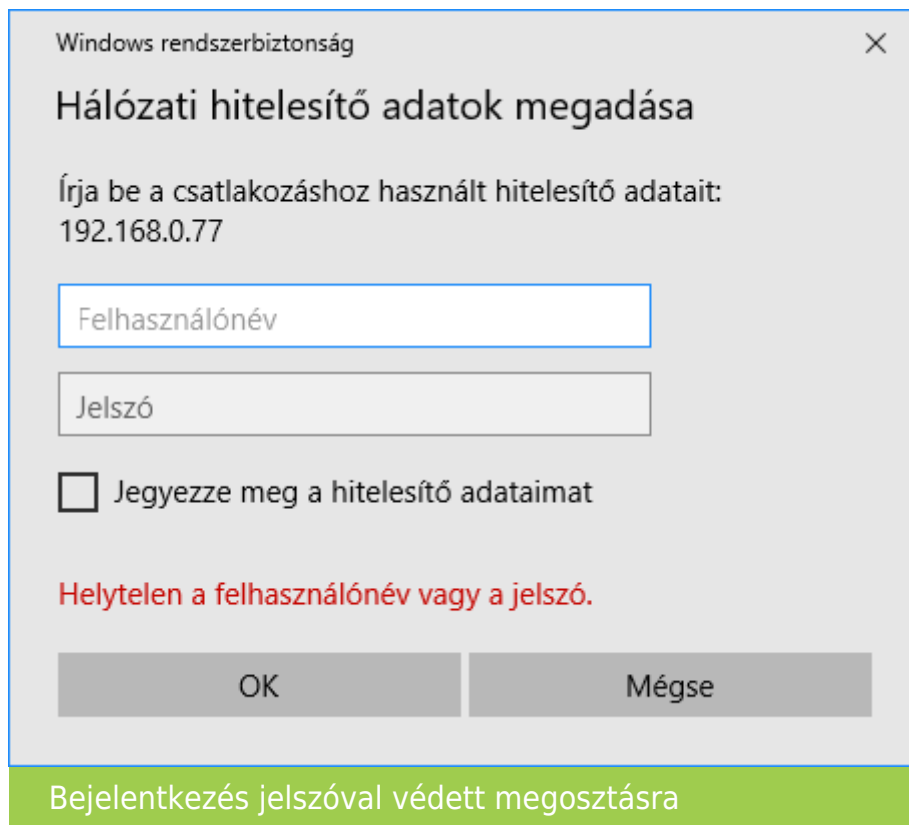 Windows rendszerbiztonság
Hálózati hitelesítő adatok megadása
Írja be a csatlakozáshoz használt hitelesítő adatait:
192.168.0.77
Felhasználónév
Jelszó
Jegyezze meg a hitelesítő adataimat
Helytelen a felhasználónév vagy a jelszó.
OK
Mégse
Bejelentkezés jelszóval védett megosztásra